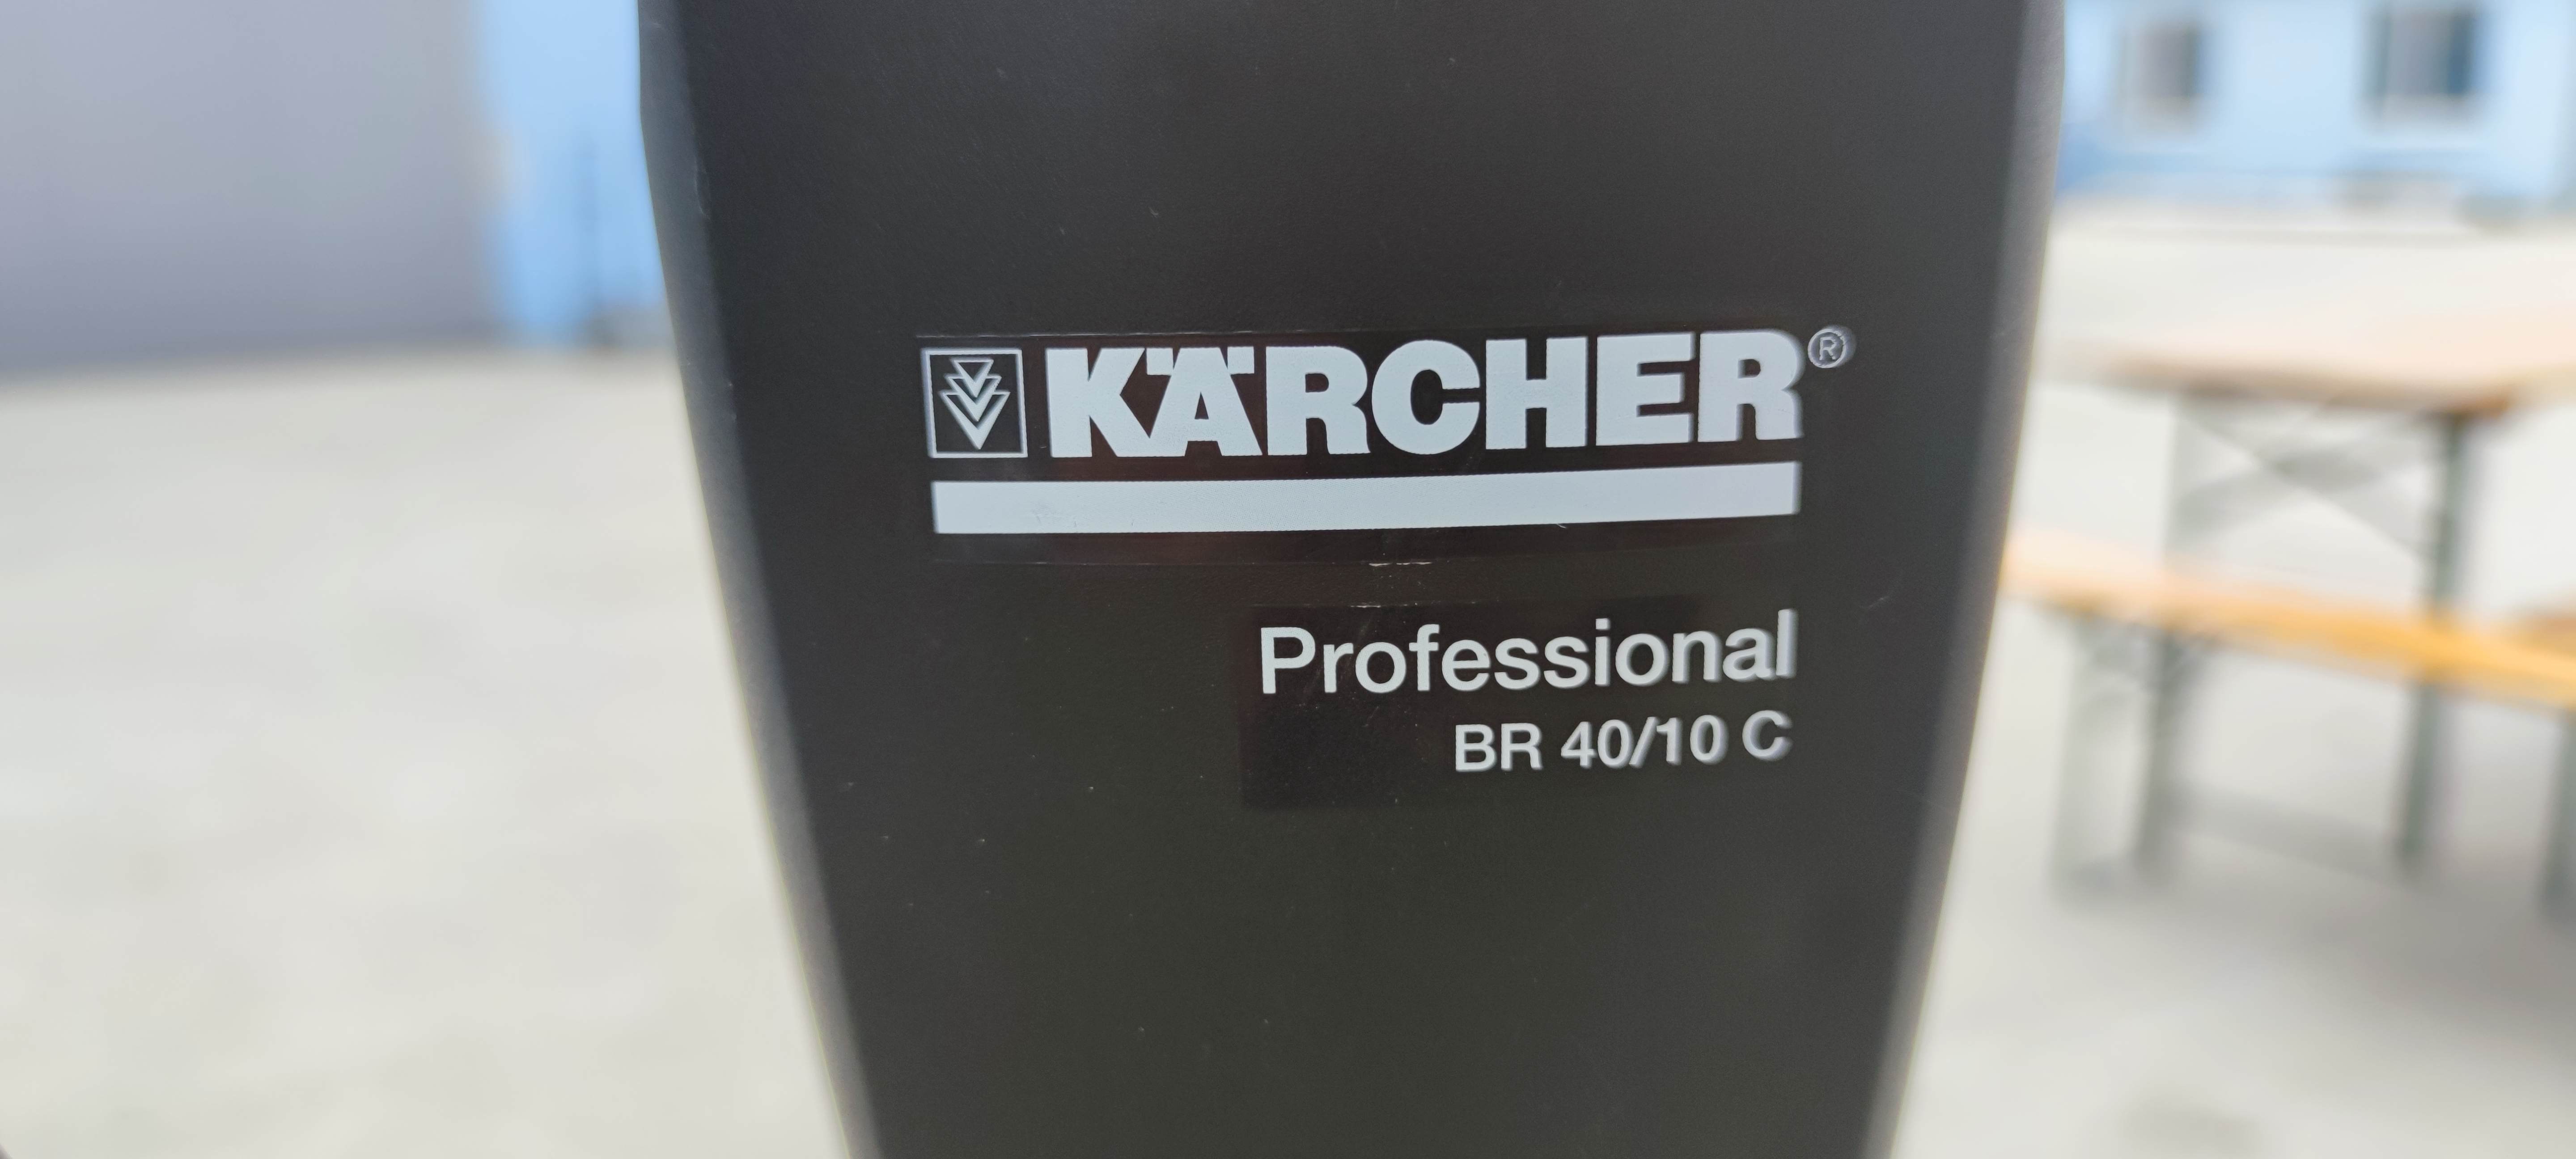 KÄRCHER®
Professional
BR 40/10 C